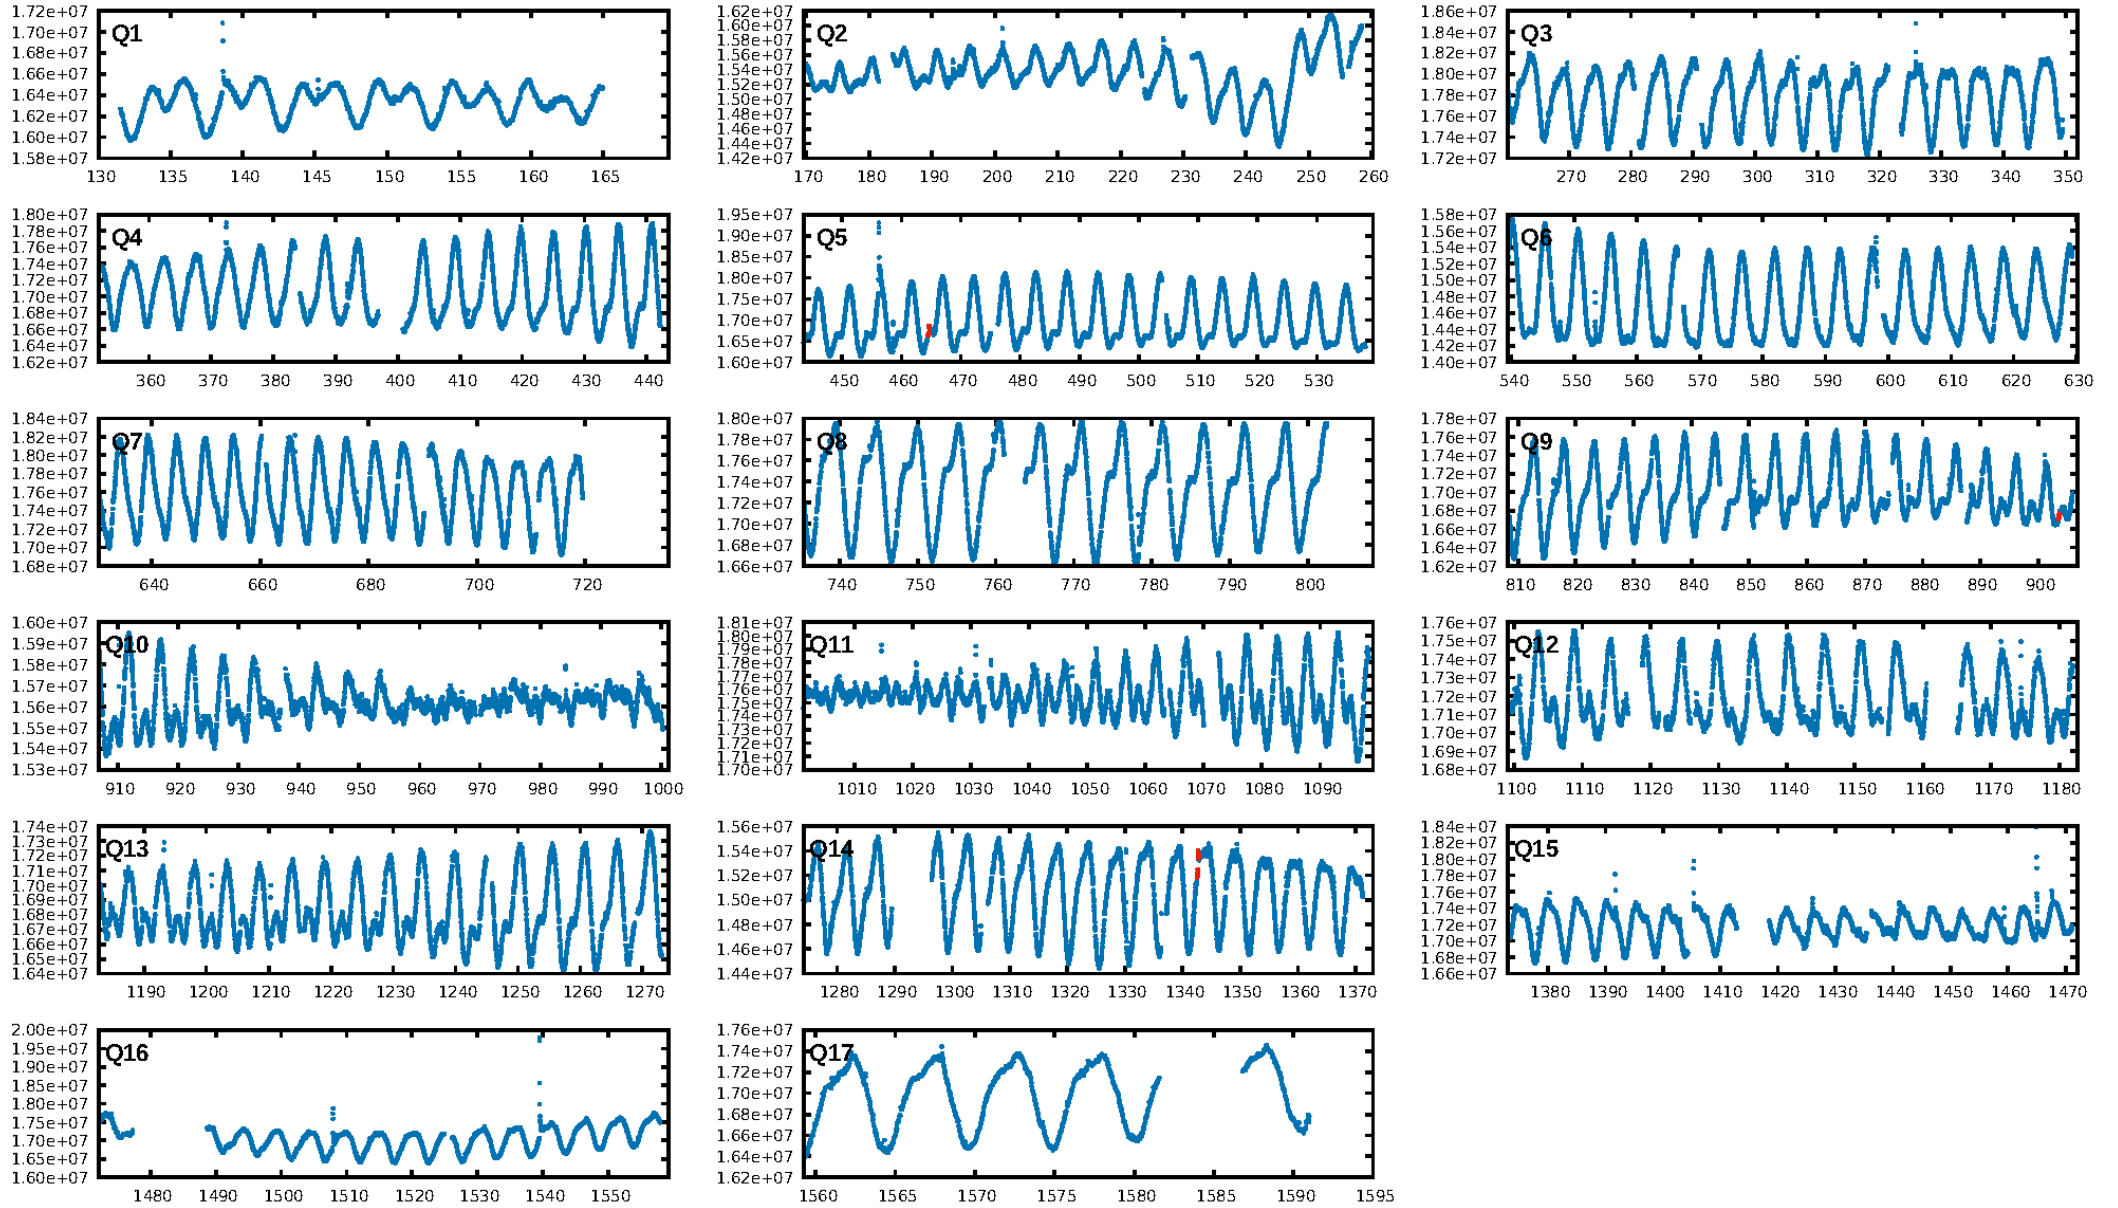 1.72e+07
1.70e+07
1.68e+07
1.66e+07
1.64e+07
1.62e+07
1.60e+07
1.58e+07
Q1
130 135 140 145 150 155 160 165
1.62e+07
1.60e+07
1.58e+07
1.56e+07
1.54e+07
1.52e+07
1.50e+07
1.48e+07
1.46e+07
1.44e+07
1.42e+07
Q2
170 180 190 200 210 220 230 240 250 260
1.86e+07
1.84e+07
1.82e+07
1.80e+07
1.78e+07
1.76e+07
1.74e+07
1.72e+07
Q3
270 280 290 300 310 320 330 340 350
1.80e+07
1.78e+07
1.76e+07
1.74e+07
1.72e+07
1.70e+07
1.68e+07
1.66e+07
1.64e+07
1.62e+07
Q4
360 370 380 390 400 410 420 430 440
1.95e+07
1.90e+07
1.85e+07
1.80e+07
1.75e+07
1.70e+07
1.65e+07
1.60e+07
Q5
450 460 470 480 490 500 510 520 530
1.58e+07
1.56e+07
1.54e+07
1.52e+07
1.50e+07
1.48e+07
1.46e+07
1.44e+07
1.42e+07
1.40e+07
Q6
540 550 560 570 580 590 600 610 620 630
1.84e+07
1.82e+07
1.80e+07
1.78e+07
1.76e+07
1.74e+07
1.72e+07
1.70e+07
1.68e+07
Q7
640 660 680 700 720
1.80e+07
1.78e+07
1.76e+07
1.74e+07
1.72e+07
1.70e+07
1.68e+07
1.66e+07
Q8
740 750 760 770 780 790 800
1.78e+07
1.76e+07
1.74e+07
1.72e+07
1.70e+07
1.68e+07
1.66e+07
1.64e+07
1.62e+07
Q9
810 820 830 840 850 860 870 880 890 900
1.60e+07
1.59e+07
1.58e+07
1.57e+07
1.56e+07
1.55e+07
1.54e+07
1.53e+07
Q10
910 920 930 940 950 960 970 980 990 1000
1.81e+07
1.80e+07
1.79e+07
1.78e+07
1.77e+07
1.76e+07
1.75e+07
1.74e+07
1.73e+07
1.72e+07
1.71e+07
1.70e+07
Q11
1010 1020 1030 1040 1050 1060 1070 1080 1090
1.76e+07
1.75e+07
1.74e+07
1.73e+07
1.72e+07
1.71e+07
1.70e+07
1.69e+07
1.68e+07
Q12
1100 1110 1120 1130 1140 1150 1160 1170 1180
1.74e+07
1.73e+07
1.72e+07
1.71e+07
1.70e+07
1.69e+07
1.68e+07
1.67e+07
1.66e+07
1.65e+07
1.64e+07
Q13
1190 1200 1210 1220 1230 1240 1250 1260 1270
1.56e+07
1.54e+07
1.52e+07
1.50e+07
1.48e+07
1.46e+07
1.44e+07
Q14
1280 1290 1300 1310 1320 1330 1340 1350 1360 1370
1.84e+07
1.82e+07
1.80e+07
1.78e+07
1.76e+07
1.74e+07
1.72e+07
1.70e+07
1.68e+07
1.66e+07
Q15
1380 1390 1400 1410 1420 1430 1440 1450 1460 1470
2.00e+07
1.95e+07
1.90e+07
1.85e+07
1.80e+07
1.75e+07
1.70e+07
1.65e+07
1.60e+07
Q16
1480 1490 1500 1510 1520 1530 1540 1550
1.76e+07
1.74e+07
1.72e+07
1.70e+07
1.68e+07
1.66e+07
1.64e+07
1.62e+07
Q17
1560 1565 1570 1575 1580 1585 1590 1595